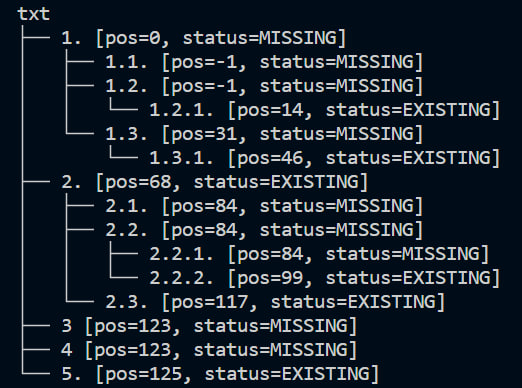 txt
├── 1. [pos=0, status=MISSING]
│   ├── 1.1. [pos=-1, status=MISSING]
│   ├── 1.2. [pos=-1, status=MISSING]
│   │   └── 1.2.1. [pos=14, status=EXISTING]
│   └── 1.3. [pos=31, status=MISSING]
│       └── 1.3.1. [pos=46, status=EXISTING]
├── 2. [pos=68, status=EXISTING]
│   ├── 2.1. [pos=84, status=MISSING]
│   ├── 2.2. [pos=84, status=MISSING]
│   │   ├── 2.2.1. [pos=84, status=MISSING]
│   │   └── 2.2.2. [pos=99, status=EXISTING]
│   └── 2.3. [pos=117, status=EXISTING]
├── 3 [pos=123, status=MISSING]
├── 4 [pos=123, status=MISSING]
└── 5. [pos=125, status=EXISTING]